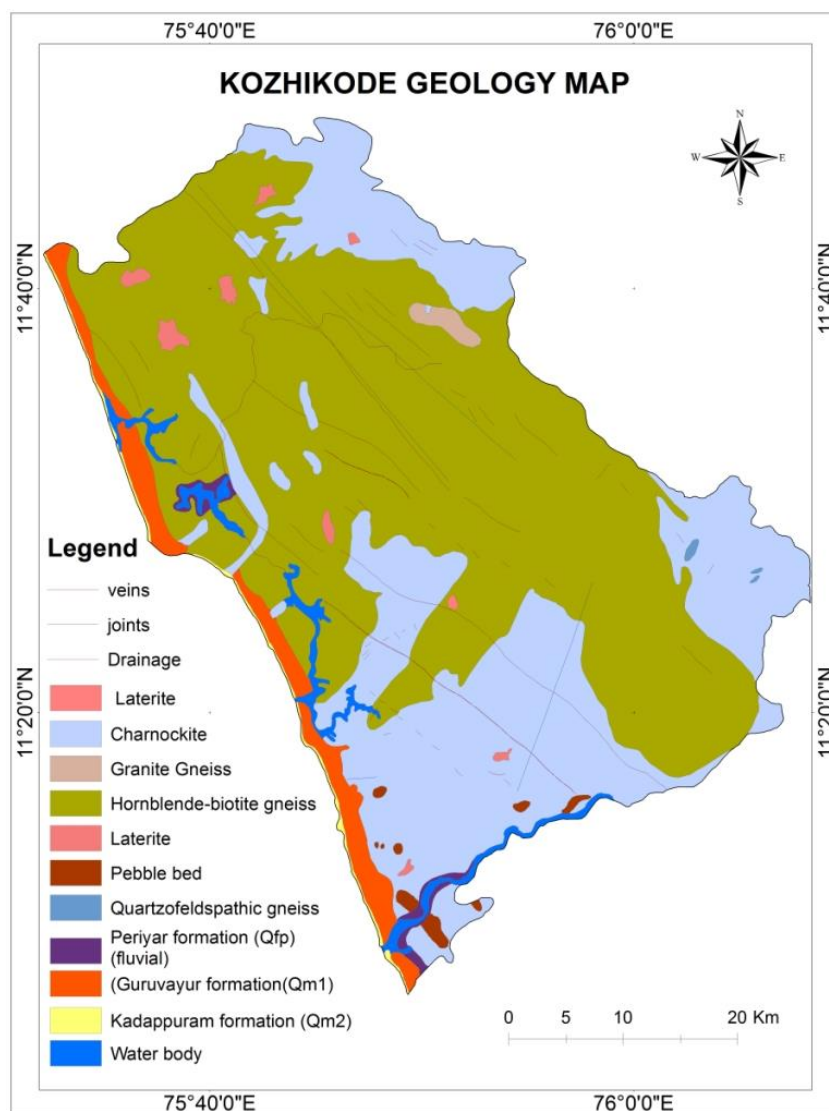 75°40'0"E
76°0'0"E
KOZHIKODE GEOLOGY MAP
N
W
E
S
11°40'0"N
11°40'0"N
Legend
veins
joints
Drainage
Laterite
Charnockite
Granite Gneiss
Hornblende-biotite gneiss
Laterite
Pebble bed
Quartzofeldspathic gneiss
Periyar formation (Qfp)
(fluvial)
(Guruvayur formation(Qm1)
Kadappuram formation (Qm2)
Water body
11°20'0"N
11°20'0"N
0
5
10
20 Km
75°40'0"E
76°0'0"E